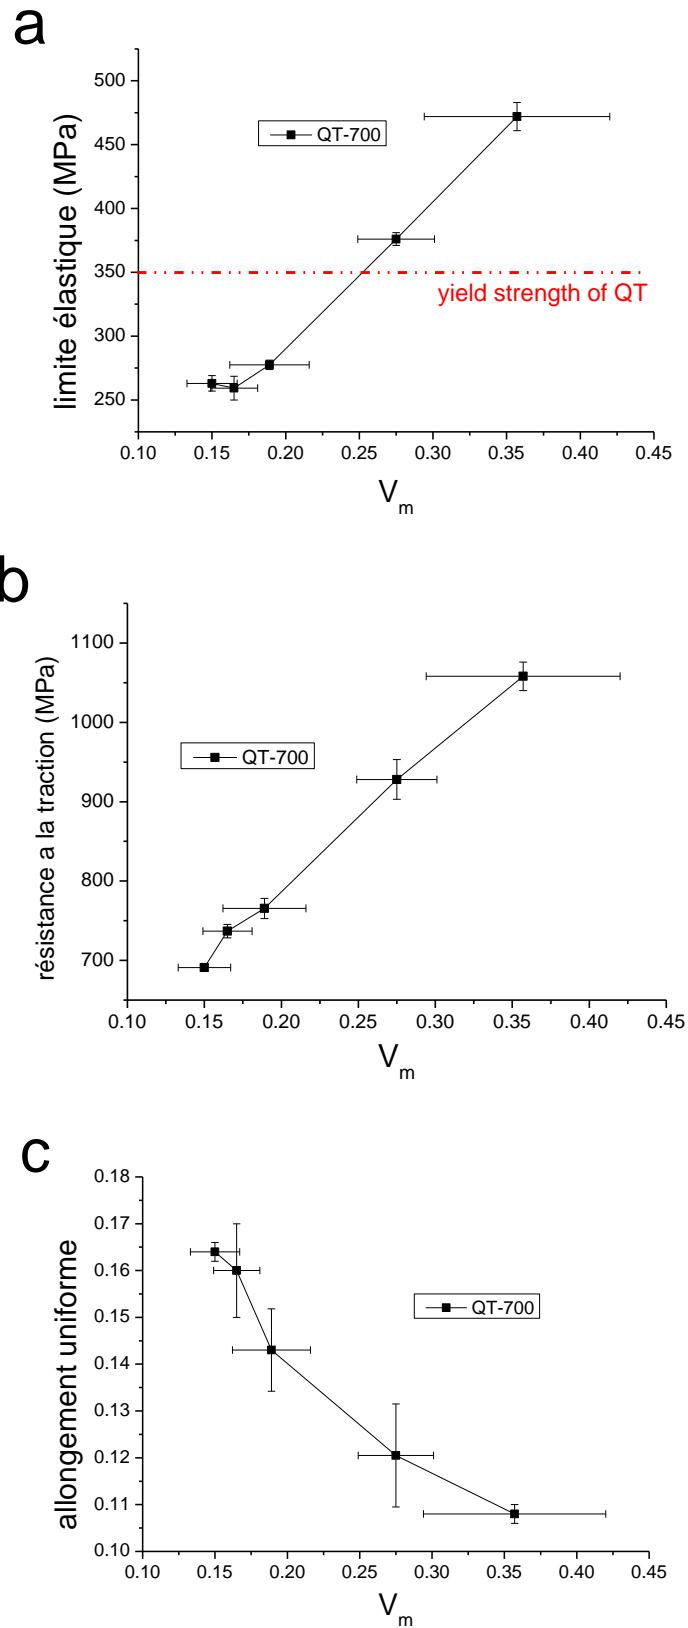 a
500
450
400
350
300
250
limite élastique (MPa)
QT-700
yield strength of QT
0.10 0.15 0.20 0.25 0.30 0.35 0.40 0.45
Vm
b
1100
1000
900
800
700
résistance a la traction (MPa)
QT-700
0.10 0.15 0.20 0.25 0.30 0.35 0.40 0.45
Vm
c
0.18
0.17
0.16
0.15
0.14
0.13
0.12
0.11
0.10
allongement uniforme
QT-700
0.10 0.15 0.20 0.25 0.30 0.35 0.40 0.45
Vm